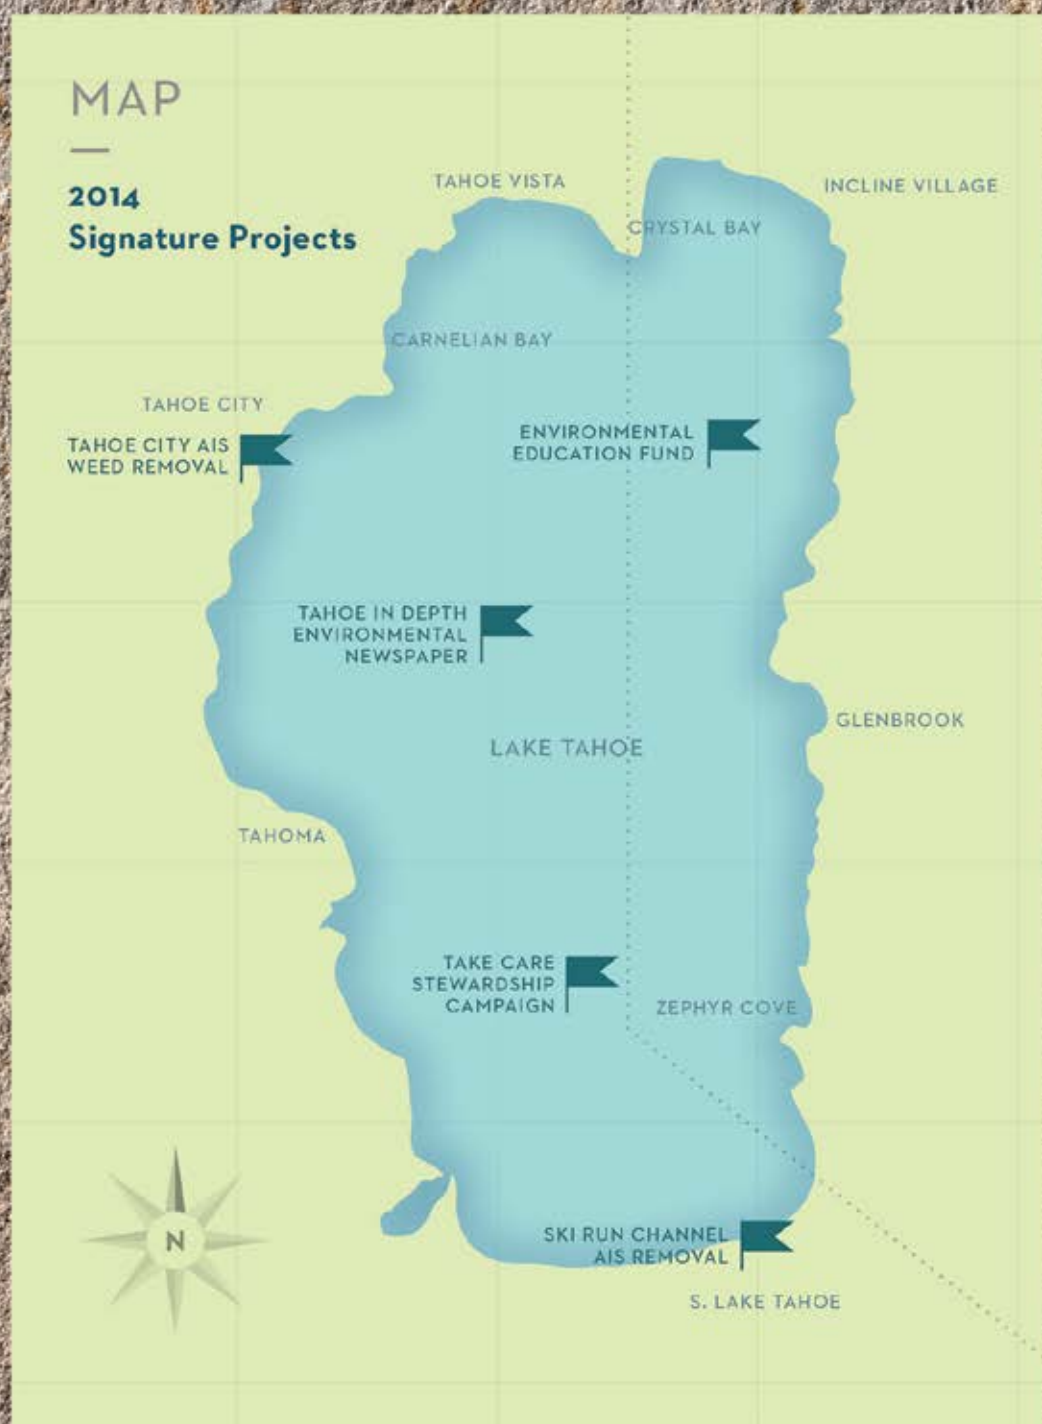 MAP
2014
Signature Projects
TAHOE VISTA
INCLINE VILLAGE
CRYSTAL BAY
CARNELIAN BAY
TAHOE CITY
TAHOE CITY AIS
WEED REMOVAL
ENVIRONMENTAL
EDUCATION FUND
TAHOE IN DEPTH
ENVIRONMENTAL
NEWSPAPER
GLENBROOK
LAKE TAHOE
TAHOMA
TAKE CARE
STEWARDSHIP
CAMPAIGN
ZEPHYR COVE
N
SKI RUN CHANNEL
AIS REMOVAL
S. LAKE TAHOE